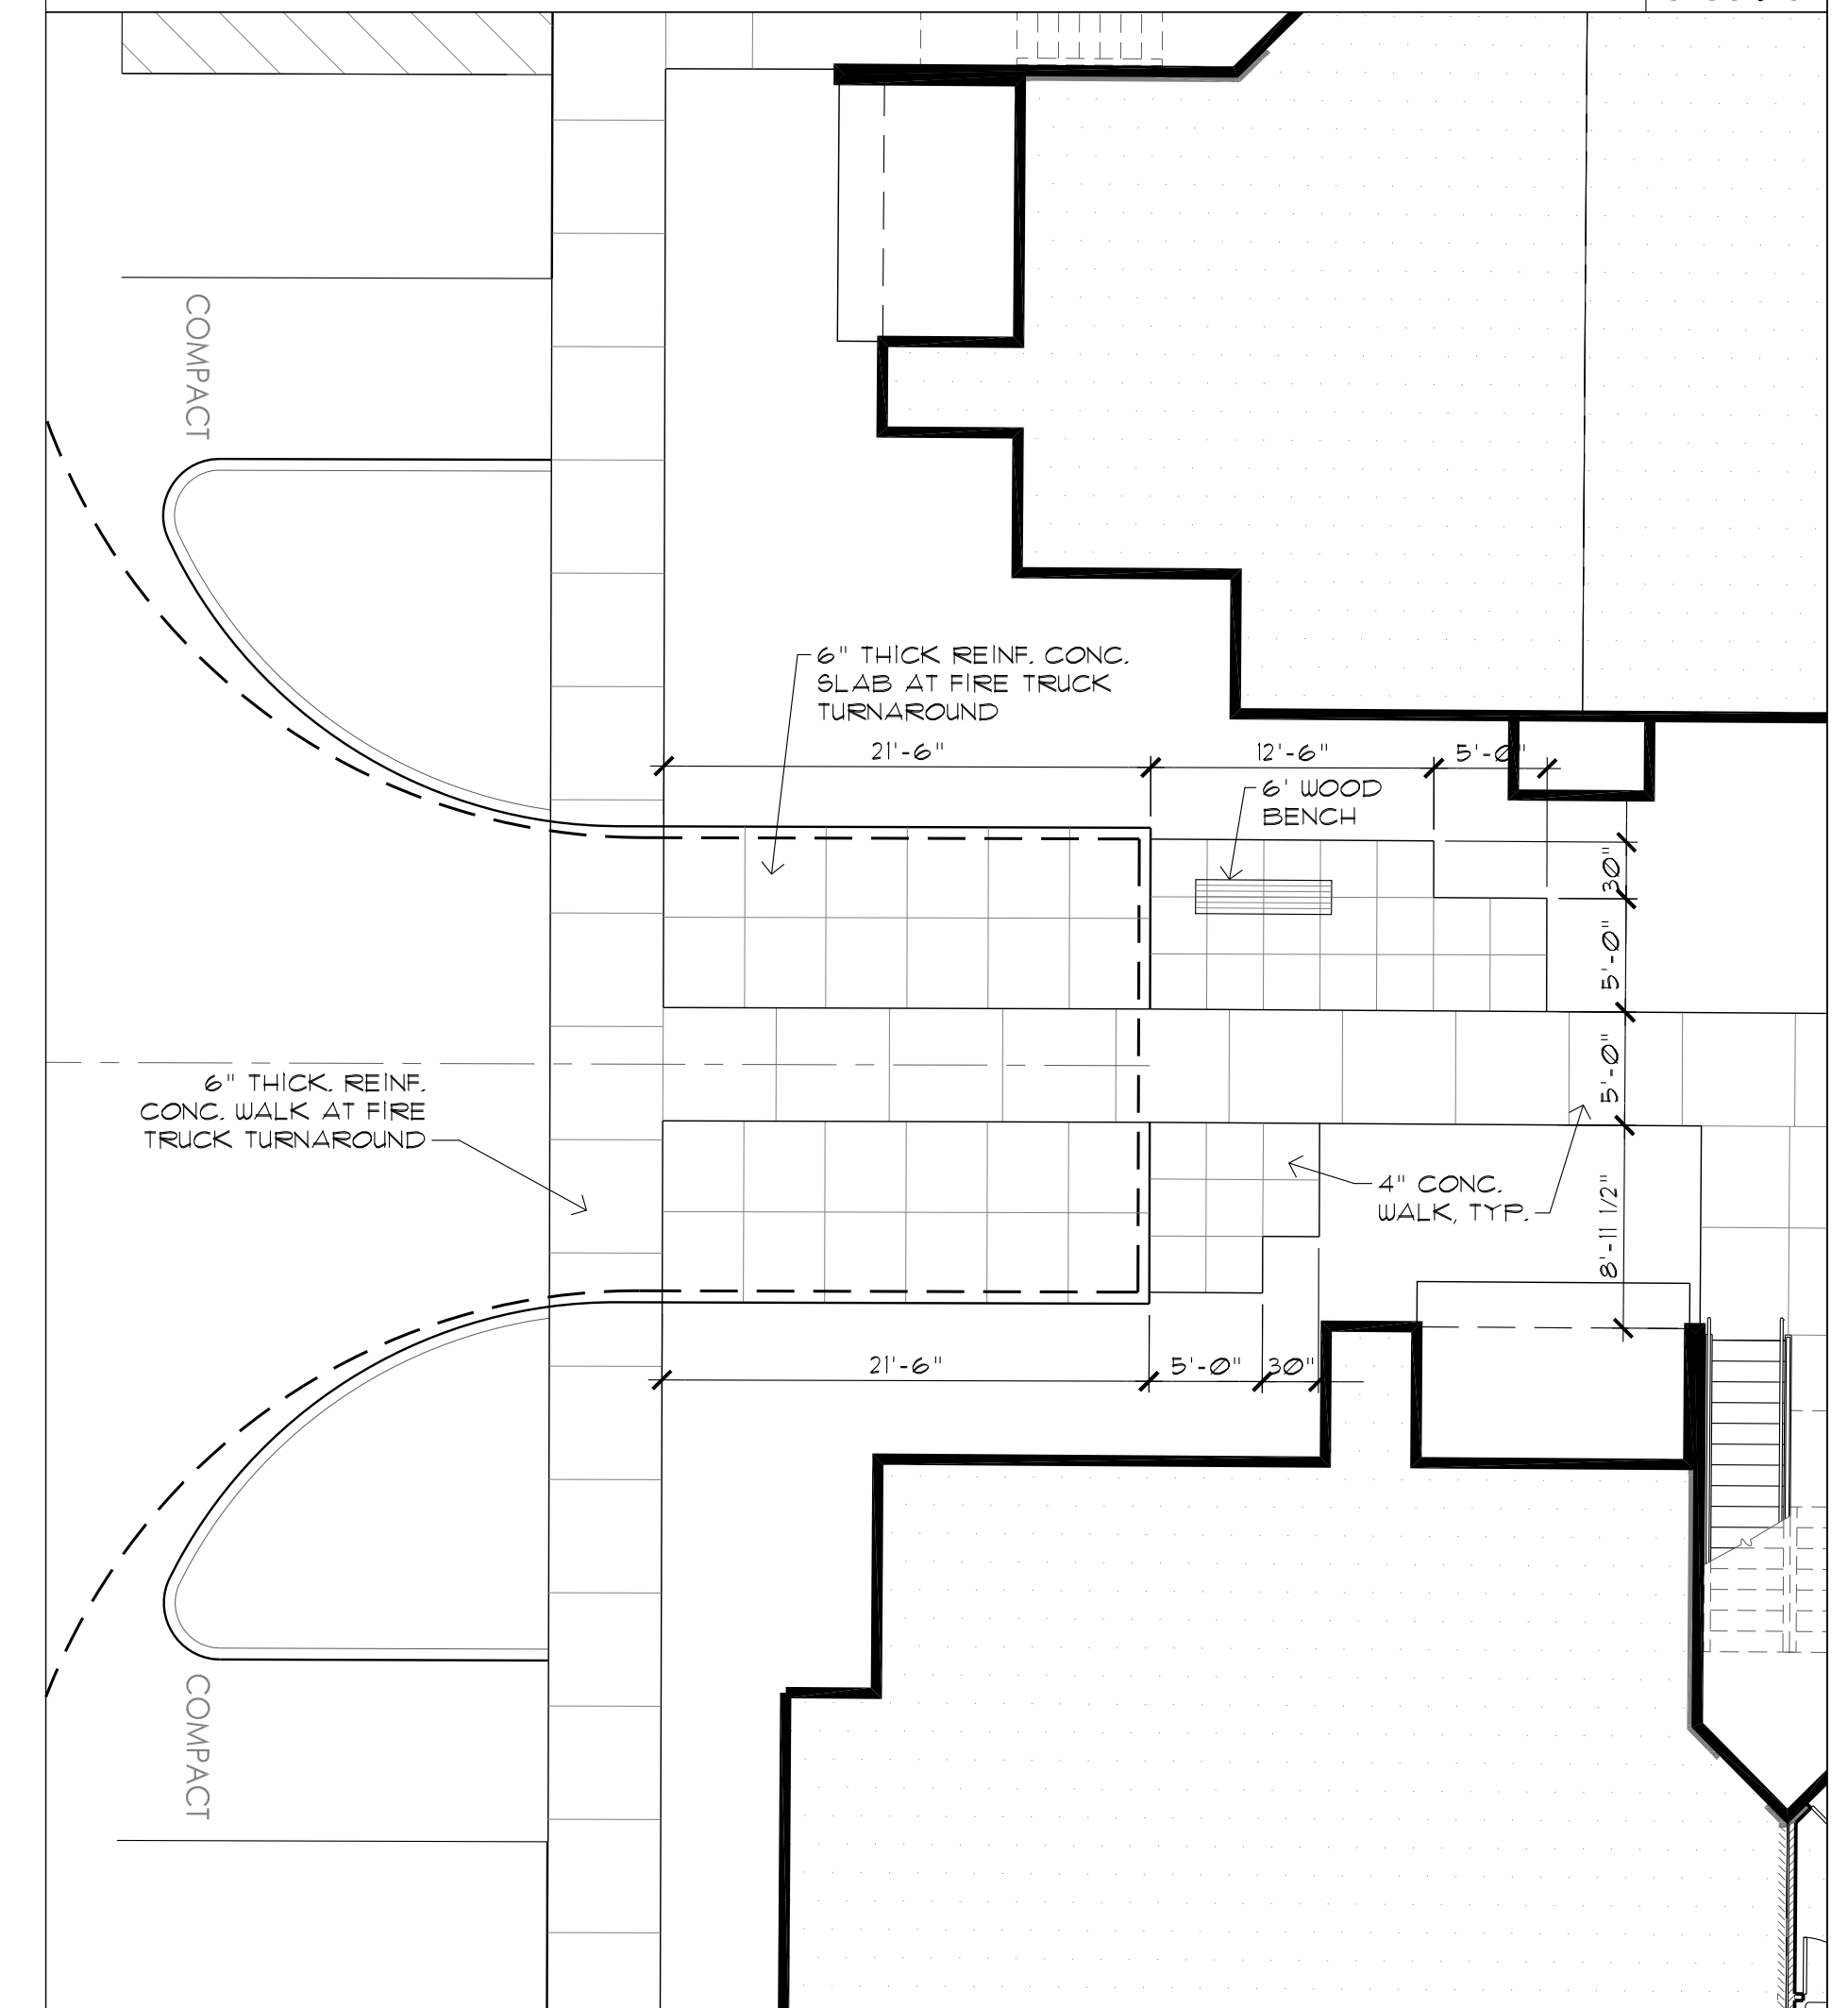 COMPACT
6" THICK REINF. CONC.
SLAB AT FIRE TRUCK
TURNAROUND
21'-6"
12'-6"
5'-0"
6' WOOD
BENCH
30"
5'-0"
5'-0"
6" THICK. REINF.
CONC. WALK AT FIRE
TRUCK TURNAROUND
4" CONC.
WALK, TYP.
8'-11 1/2"
21'-6"
5'-0"
30"
COMPACT